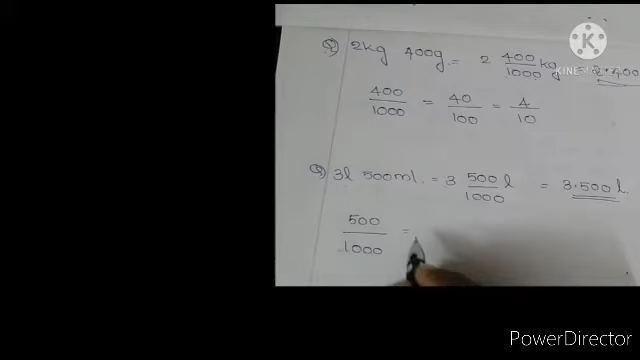 Q) 2kg 400g. = 2 400/1000 kg = 2.400
400/1000 = 40/100 = 4/10
Q) 3l 500ml. = 3 500/1000 l = 3.500 l.
500/1000 =
K
PowerDirector